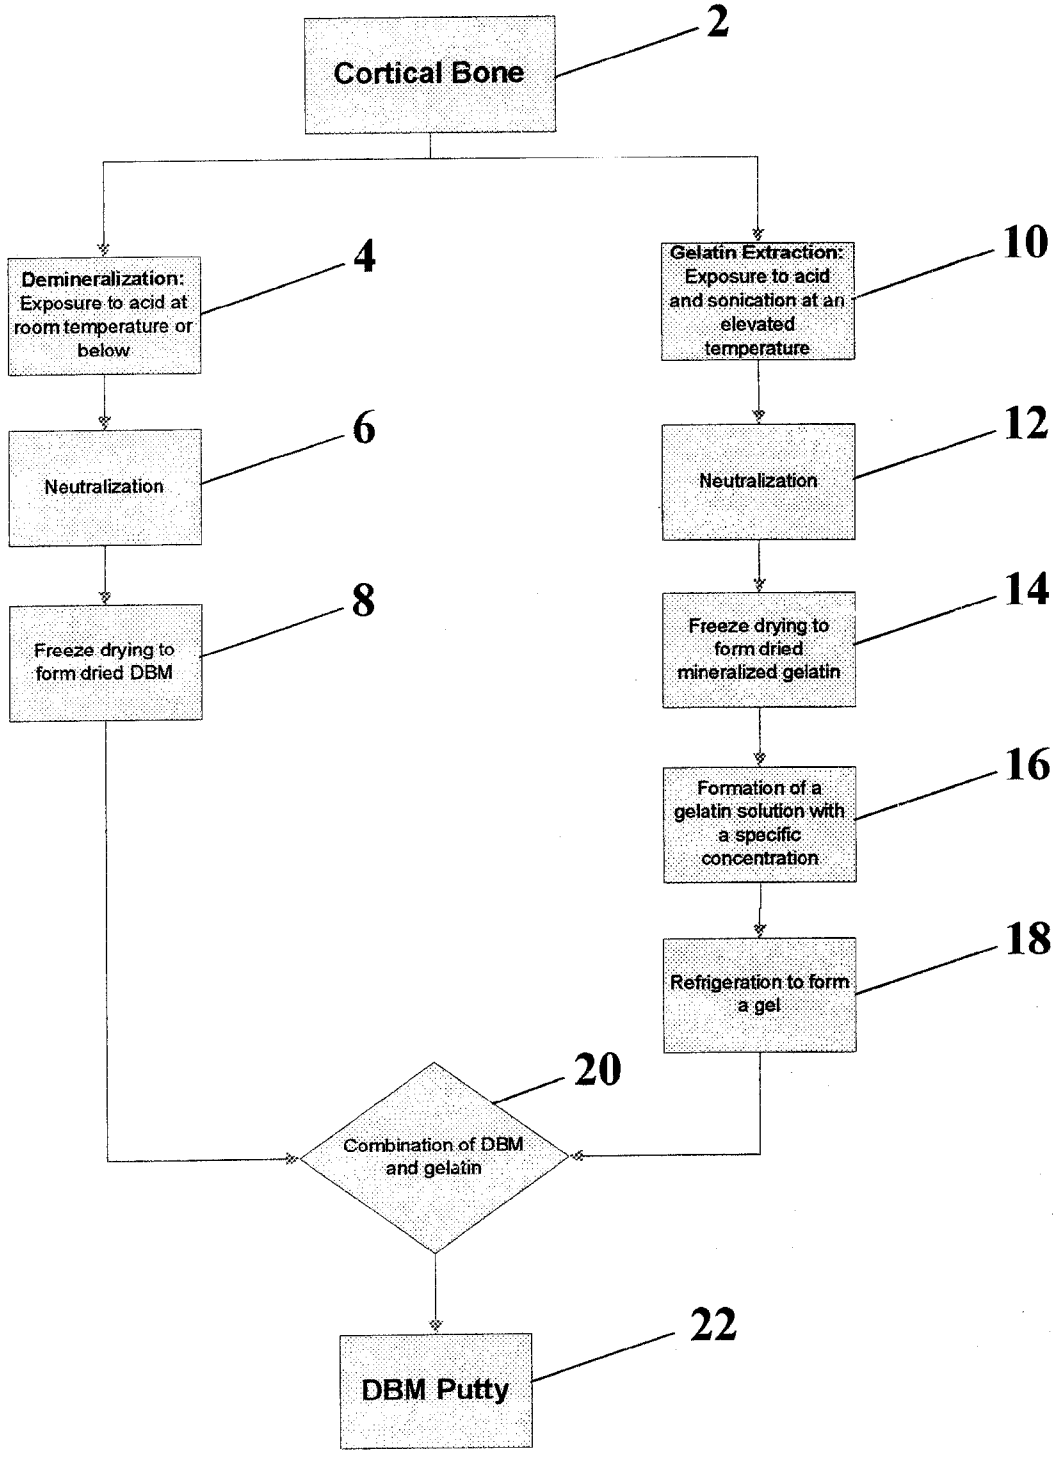 2
Cortical Bone
4
Demineralization:
Exposure to acid at
room temperature or
below
10
Gelatin Extraction:
Exposure to acid
and sonication at an
elevated
temperature
6
Neutralization
12
Neutralization
8
Freeze drying to
form dried DBM
14
Freeze drying to
form dried
mineralized gelatin
16
Formation of a
gelatin solution with
a specific
concentration
18
Refrigeration to form
a gel
20
Combination of DBM
and gelatin
22
DBM Putty